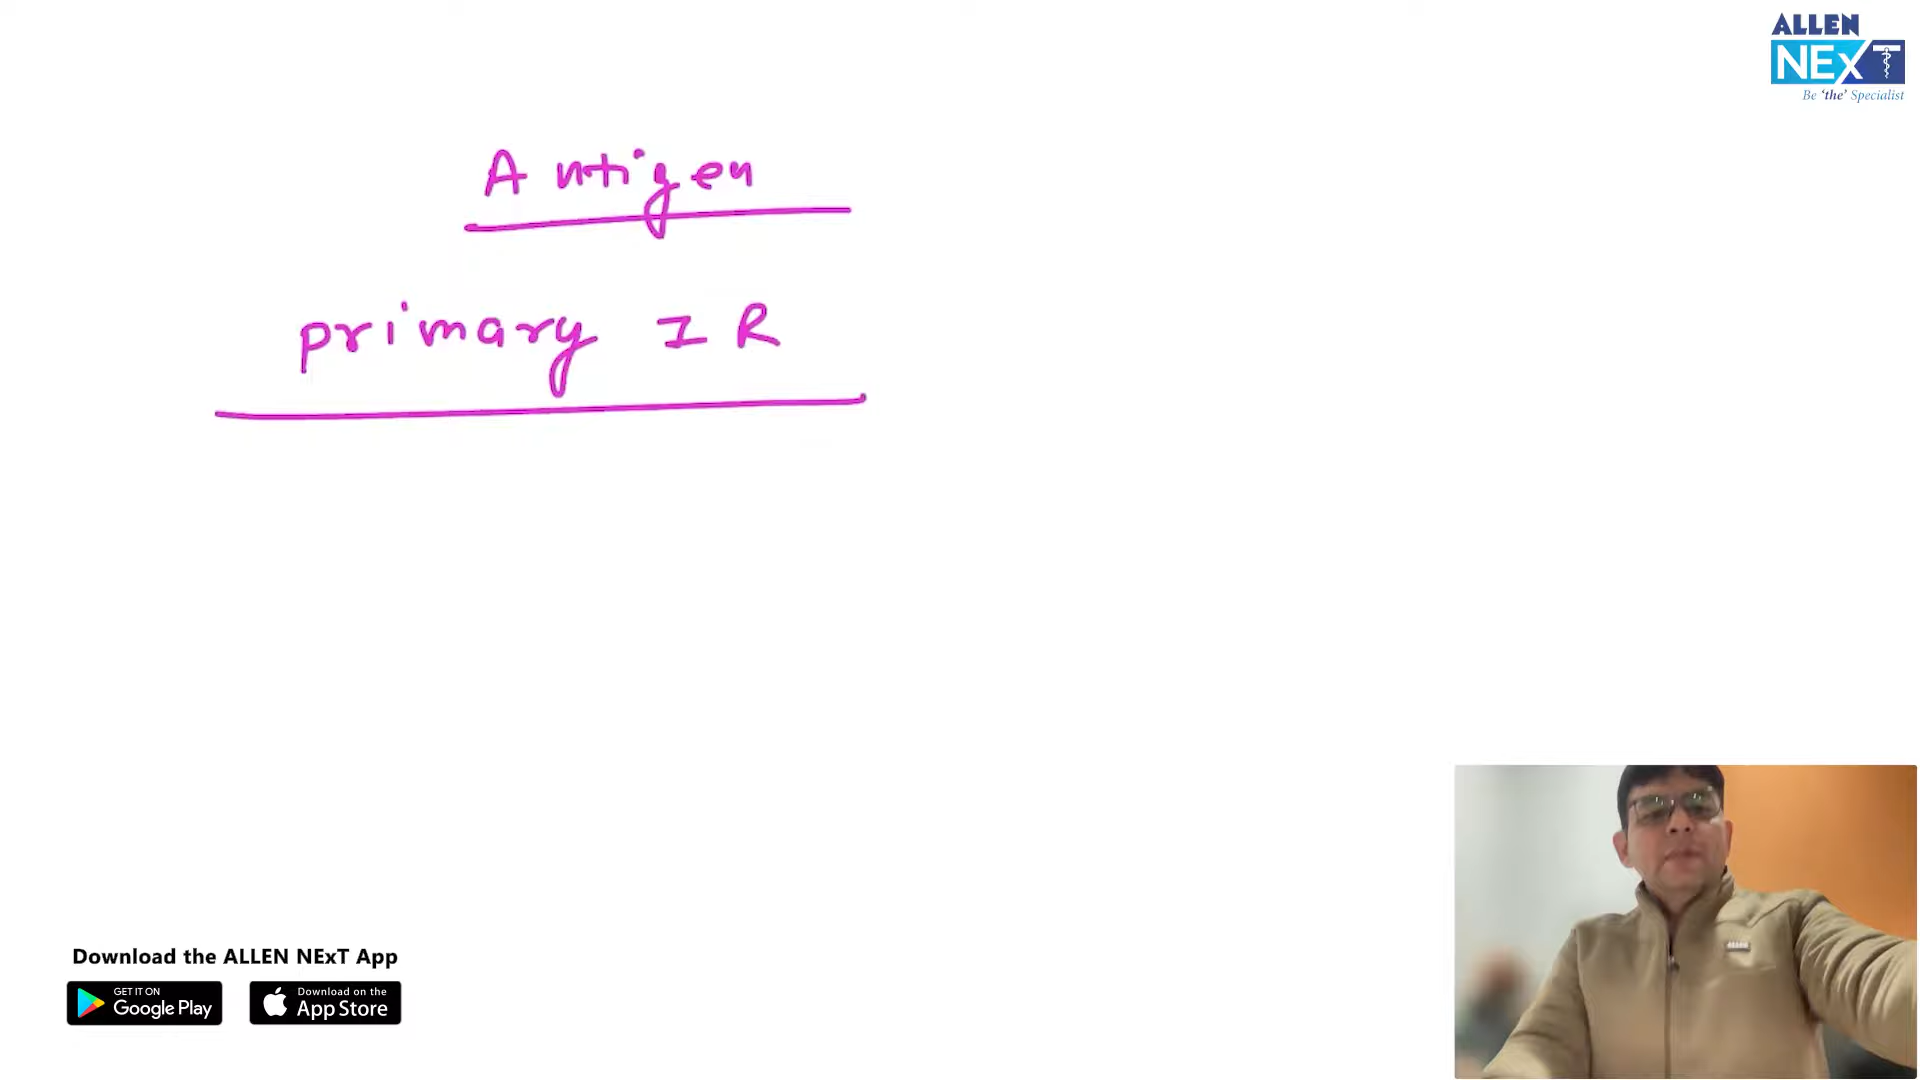 ALLEN
NExT
Be 'the' Specialist
Antigen
primary IR
Download the ALLEN NExT App
GET IT ON
Google Play
Download on the
App Store